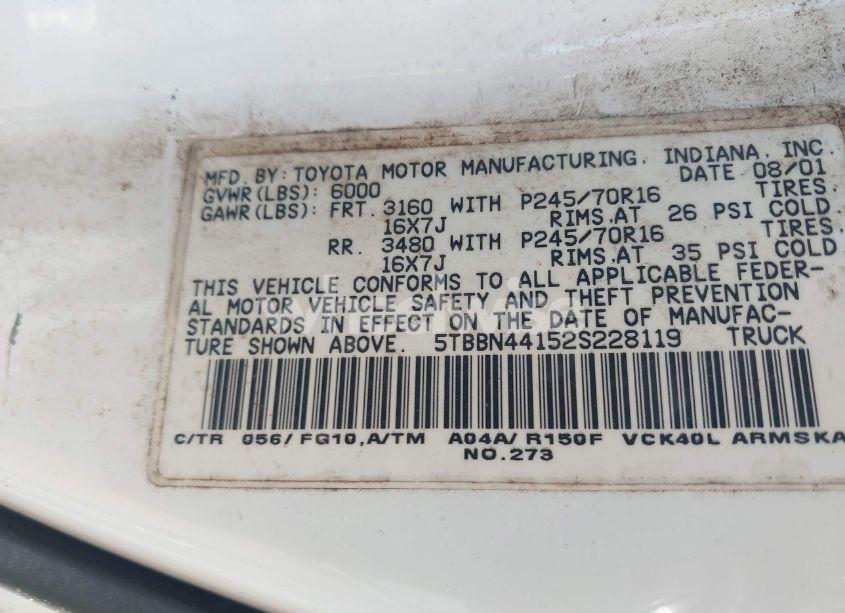 MFD. BY: TOYOTA MOTOR MANUFACTURING, INDIANA, INC.
DATE 08/01
GVWR(LBS): 6000
GAWR(LBS): FRT. 3160 WITH P245/70R16 TIRES,
16X7J RIMS,AT 26 PSI COLD.
RR. 3480 WITH P245/70R16 TIRES,
16X7J RIMS,AT 35 PSI COLD
THIS VEHICLE CONFORMS TO ALL APPLICABLE FEDER-
AL MOTOR VEHICLE SAFETY AND THEFT PREVENTION
STANDARDS IN EFFECT ON THE DATE OF MANUFAC-
TURE SHOWN ABOVE. 5TBBN44152S228119 TRUCK
C/TR 056/FG10,A/TM A04A/R150F VCK40L ARMSKA
NO.273